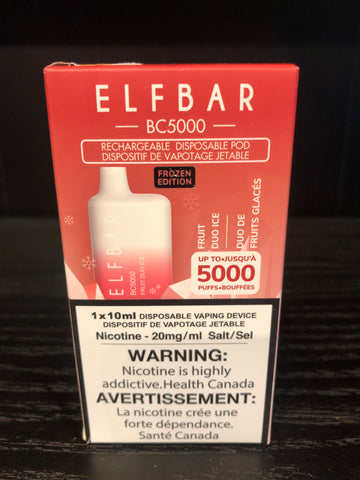 ELFBAR
BC5000
RECHARGEABLE DISPOSABLE POD
DISPOSITIF DE VAPOTAGE JETABLE
FROZEN
EDITION
ELFBAR
BC5000
FRUIT DUO ICE
FRUIT
DUO ICE
DUO DE
FRUITS GLACÉS
UP TO•JUSQU'À
5000
PUFFS•BOUFFÉES
1x10ml DISPOSABLE VAPING DEVICE
DISPOSITIF DE VAPOTAGE JETABLE
Nicotine - 20mg/ml Salt/Sel
WARNING:
Nicotine is highly
addictive.Health Canada
AVERTISSEMENT:
La nicotine crée une
forte dépendance.
Santé Canada